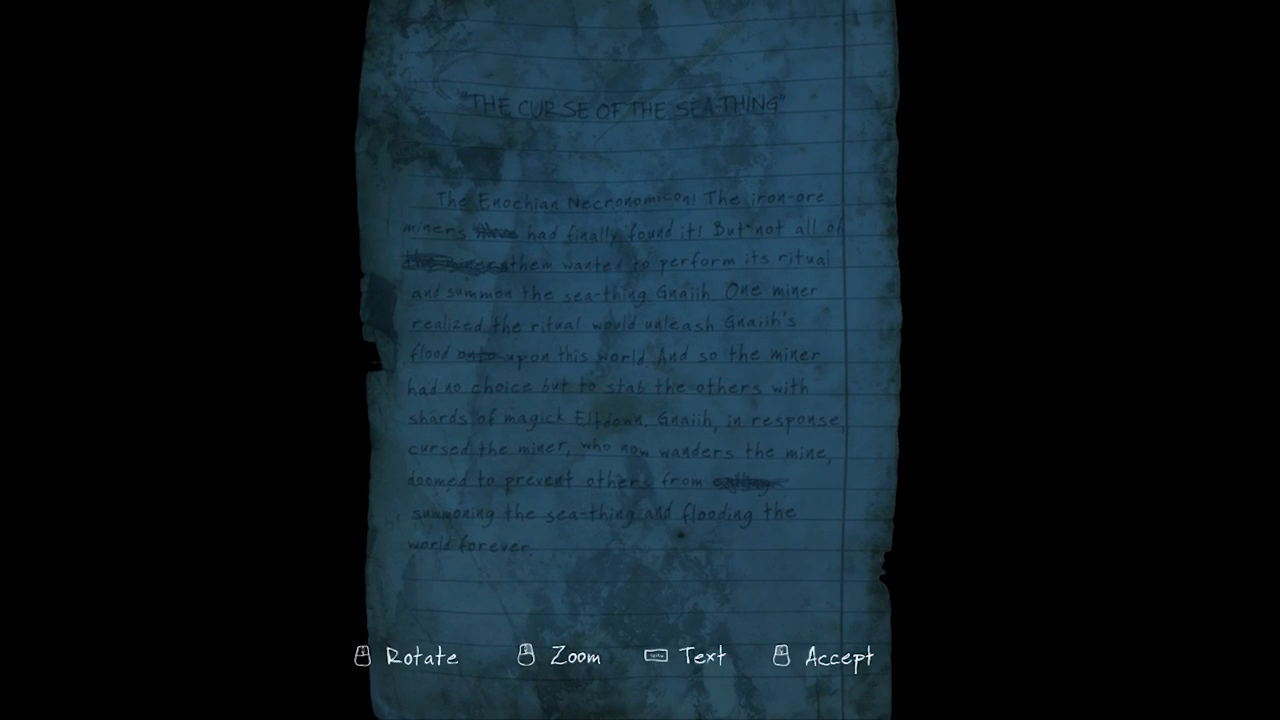 "THE CURSE OF THE SEA-THING"
The Enochian Necronomicon! The iron-ore
miners had finally found it! But not all of
the miners them wanted to perform its ritual
and summon the sea-thing Gnaiih. One miner
realized the ritual would unleash Gnaiih's
flood onto upon this world. And so the miner
had no choice but to stab the others with
shards of magick Eltdown. Gnaiih, in response,
cursed the miner, who now wanders the mine,
doomed to prevent others from
summoning the sea-thing and flooding the
world forever.
Rotate Zoom Text Accept